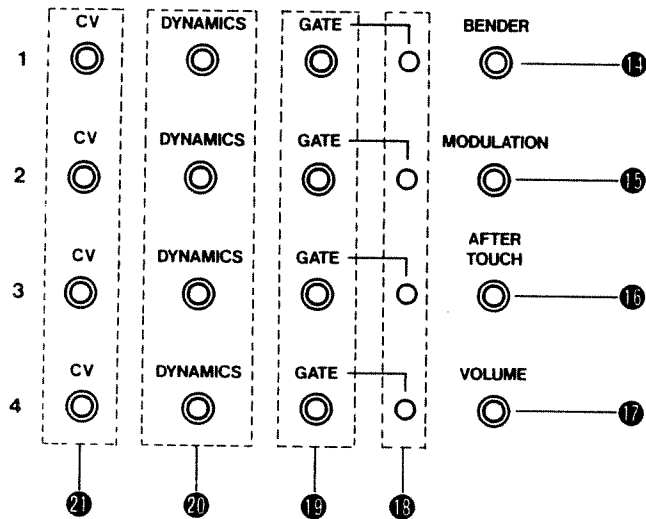 CV DYNAMICS GATE BENDER
1 14
CV DYNAMICS GATE MODULATION
2 15
CV DYNAMICS GATE AFTER TOUCH
3 16
CV DYNAMICS GATE VOLUME
4 17
21 20 19 18